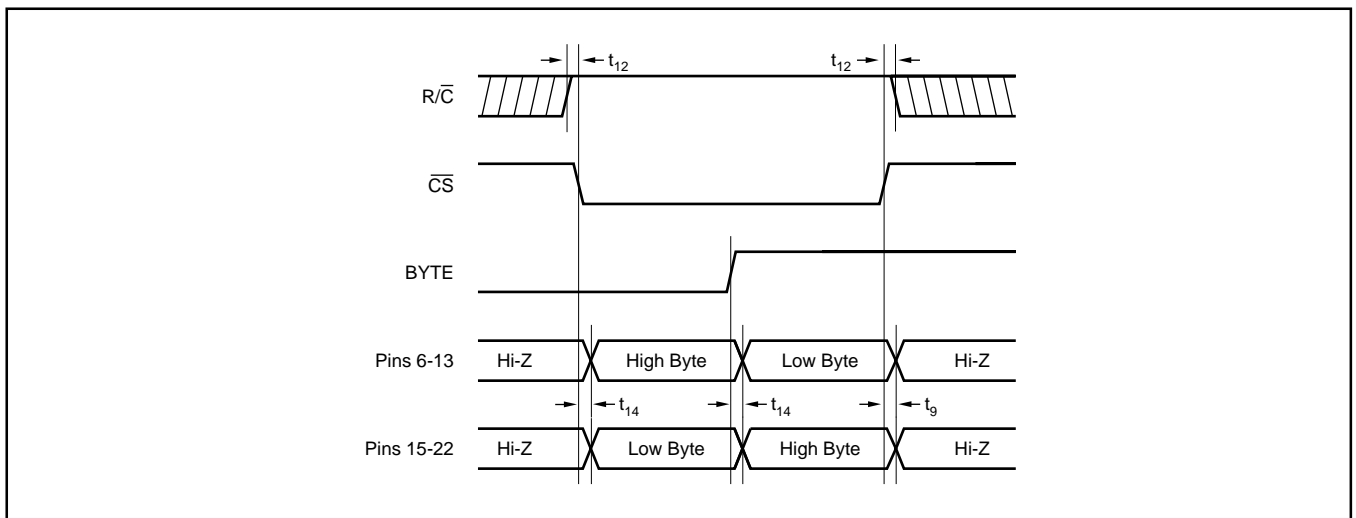 t12 t12
R/C̅
C̅S̅
BYTE
Pins 6-13 Hi-Z High Byte Low Byte Hi-Z
t14 t14 t9
Pins 15-22 Hi-Z Low Byte High Byte Hi-Z